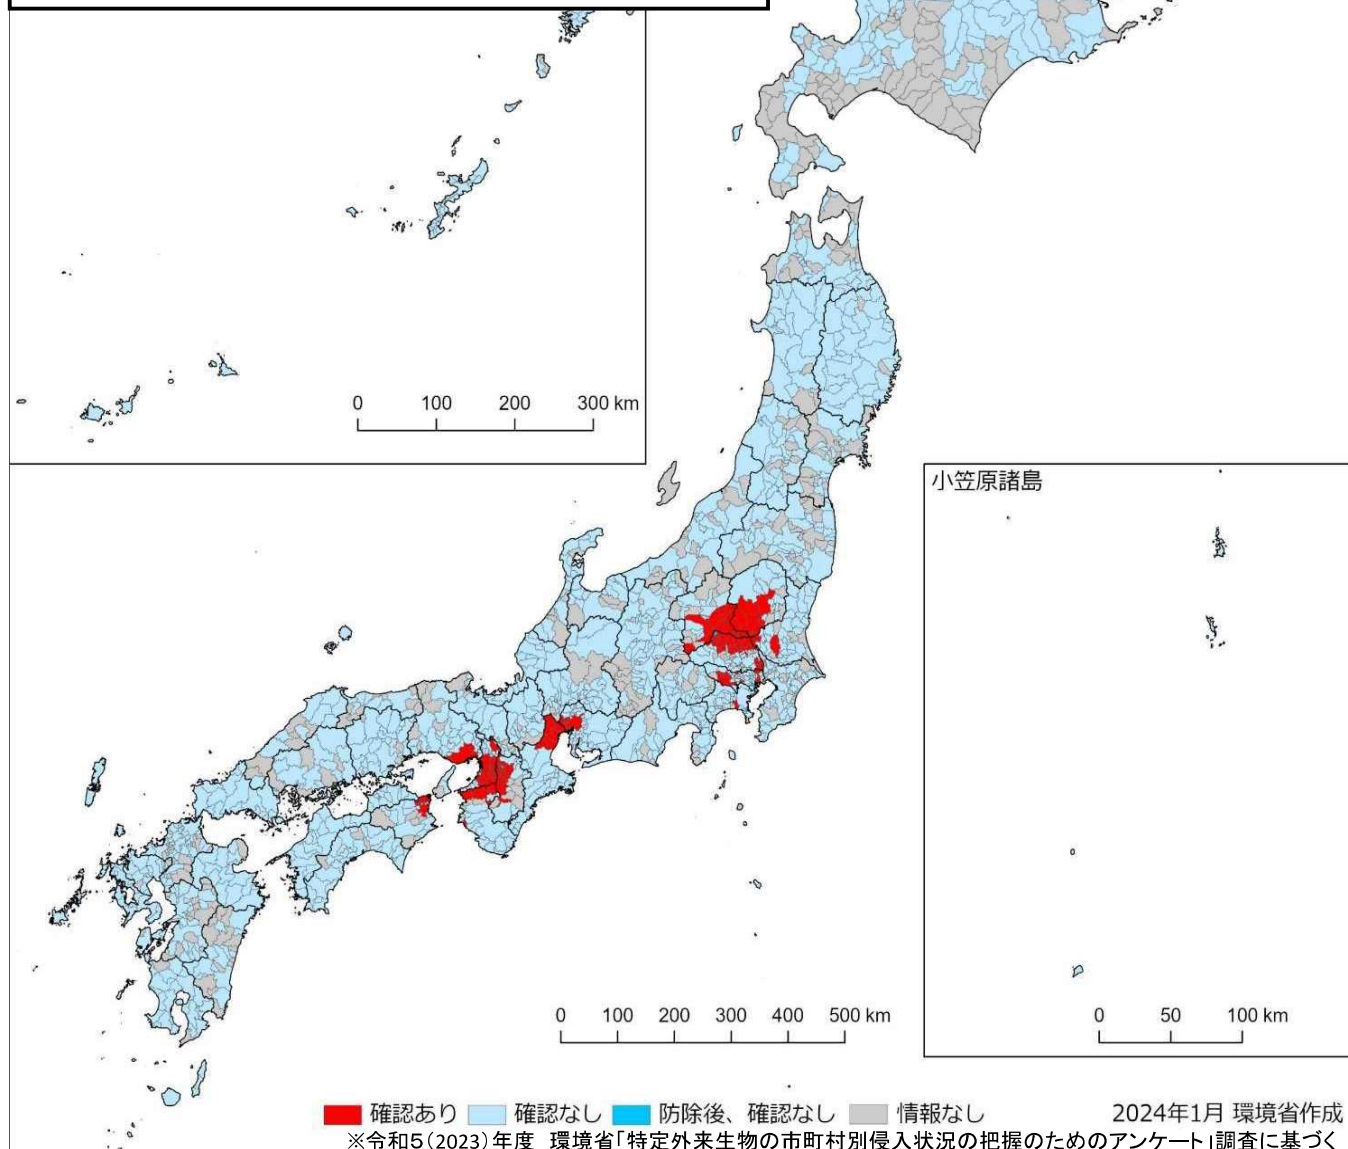 0 100 200 300 km
小笠原諸島
0 100 200 300 400 500 km
0 50 100 km
確認あり 確認なし 防除後、確認なし 情報なし 2024年1月 環境省作成
※令和5(2023)年度 環境省「特定外来生物の市町村別侵入状況の把握のためのアンケート」調査に基づく